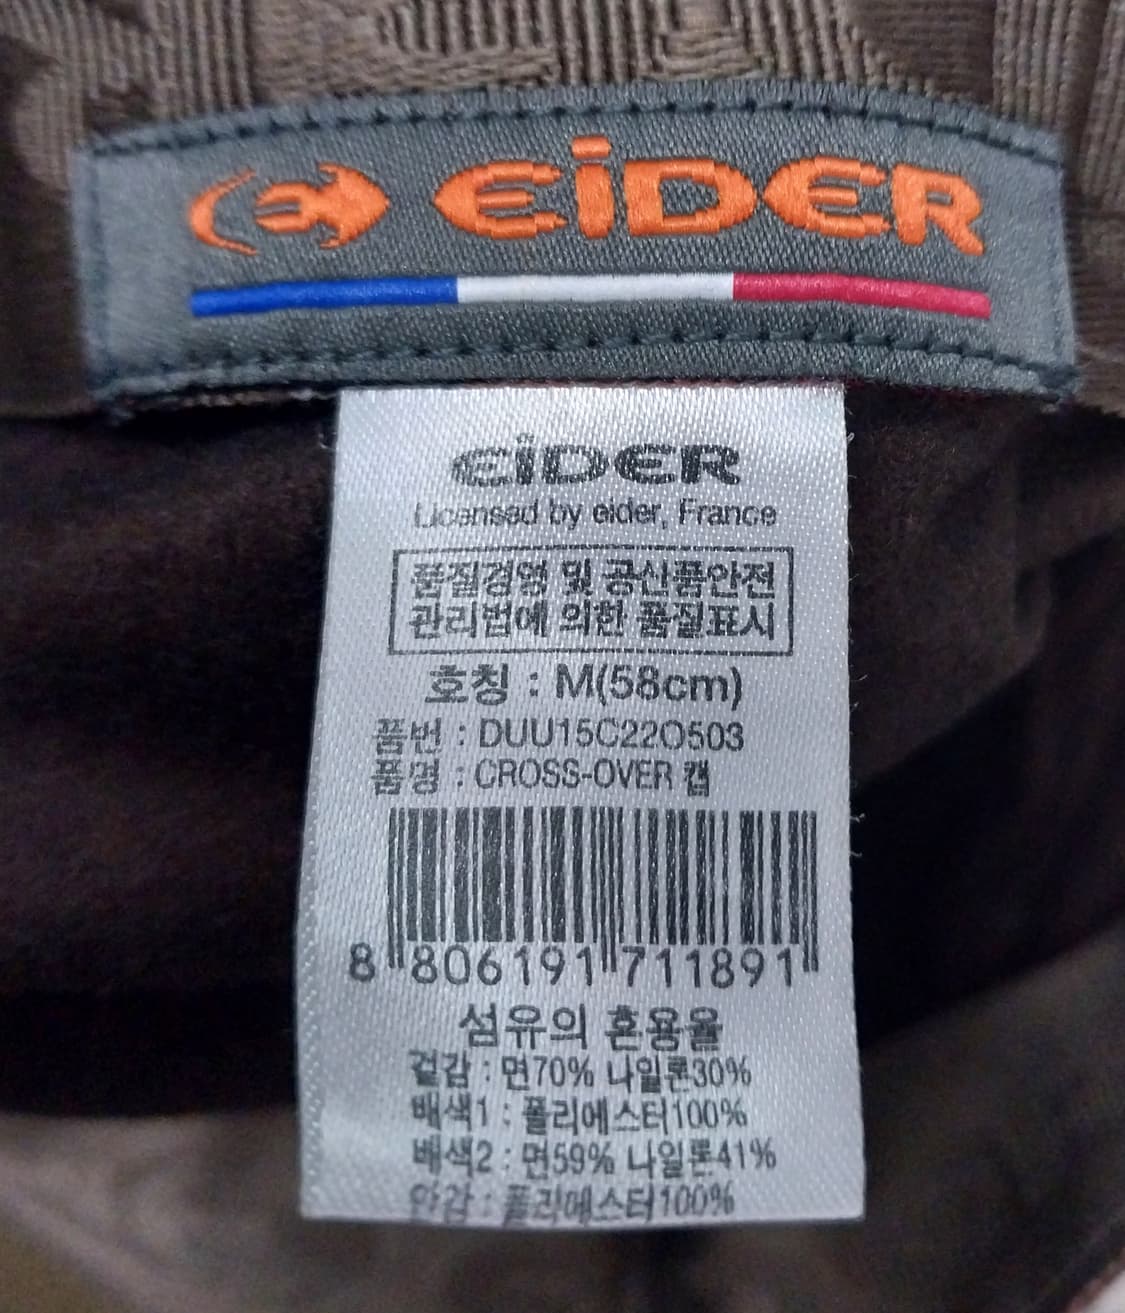 EiDER
EiDER
Licensed by eider, France
품질경영 및 공산품안전
관리법에 의한 품질표시
호칭 : M(58cm)
품번 : DUU15C22O503
품명 : CROSS-OVER 캡
8 806191 711891
섬유의 혼용율
겉감 : 면70% 나일론30%
배색1 : 폴리에스터100%
배색2 : 면59% 나일론41%
안감 : 폴리에스터100%